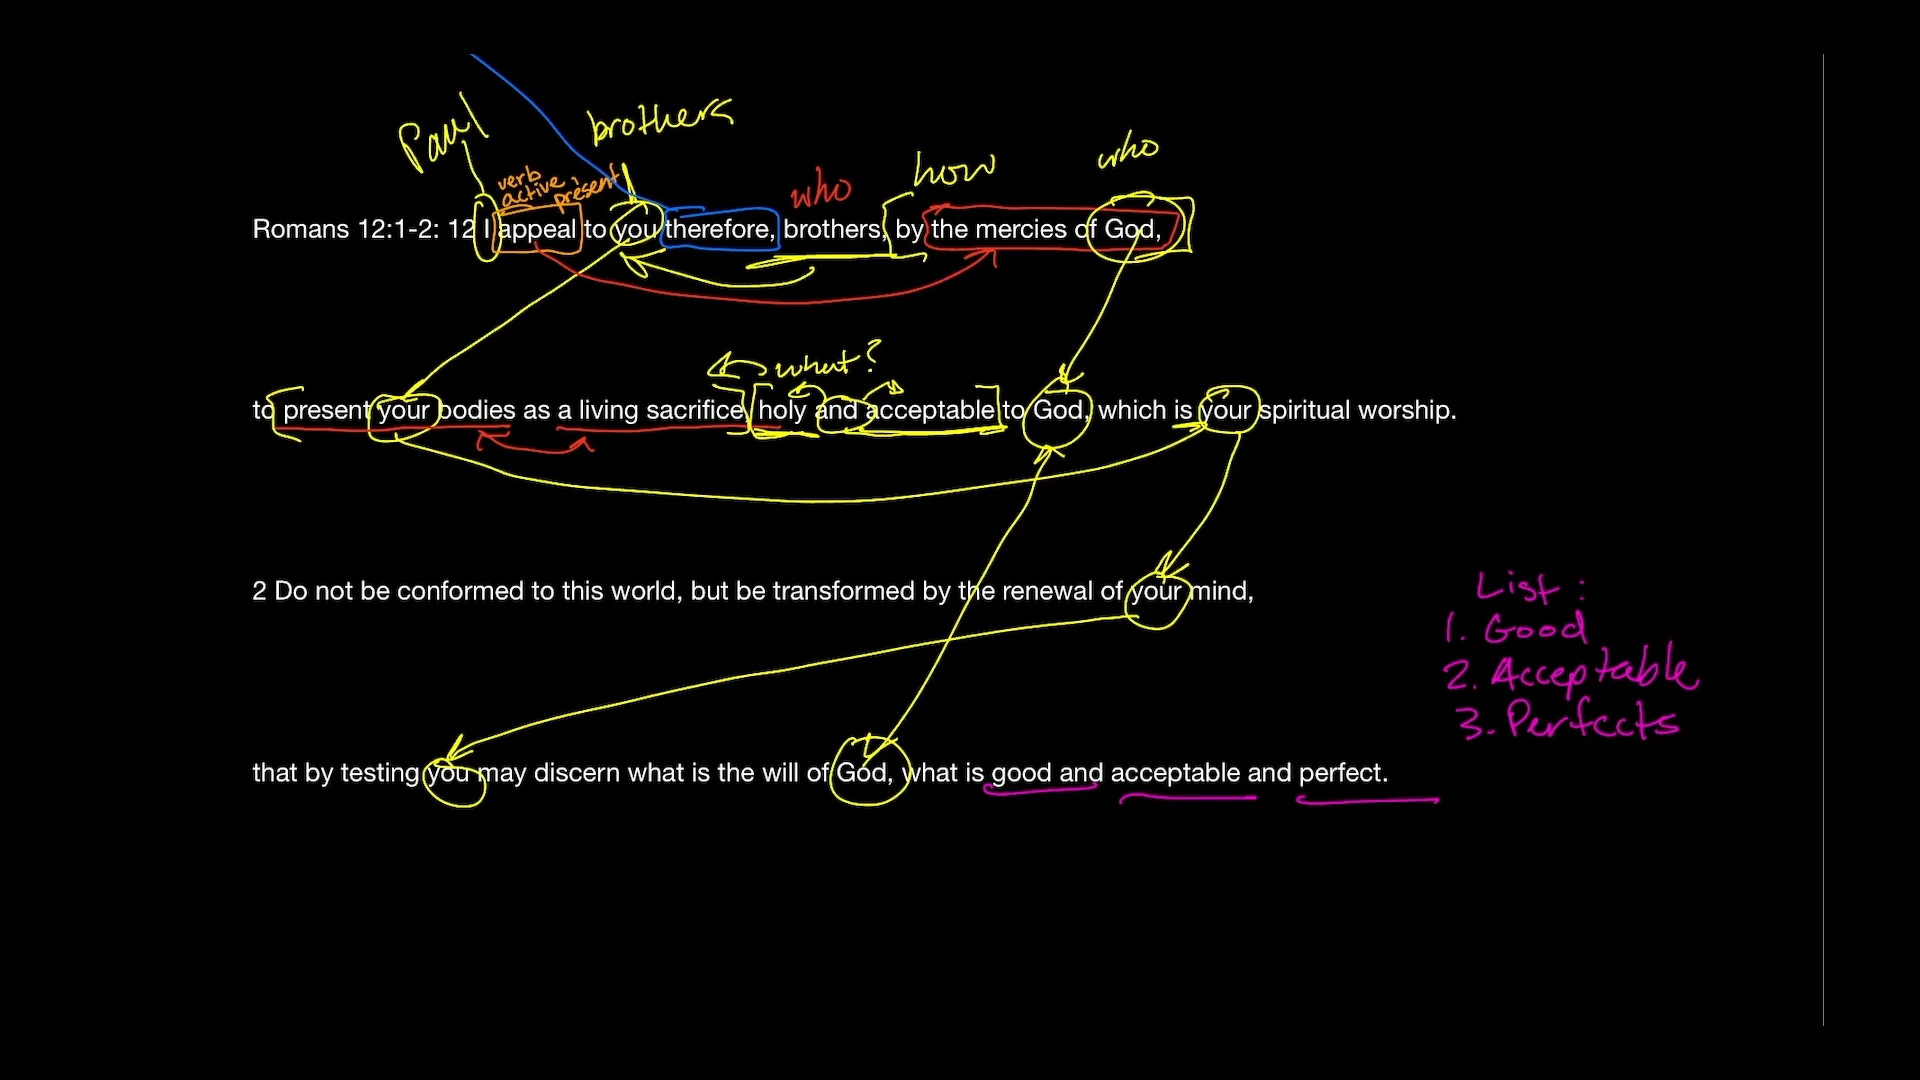 Paul
brothers
who
verb
active,
present
who
how
Romans 12:1-2: 12 I appeal to you therefore, brothers, by the mercies of God,
what?
to present your bodies as a living sacrifice, holy and acceptable to God, which is your spiritual worship.
2 Do not be conformed to this world, but be transformed by the renewal of your mind,
List:
1. Good
2. Acceptable
3. Perfects
that by testing you may discern what is the will of God, what is good and acceptable and perfect.